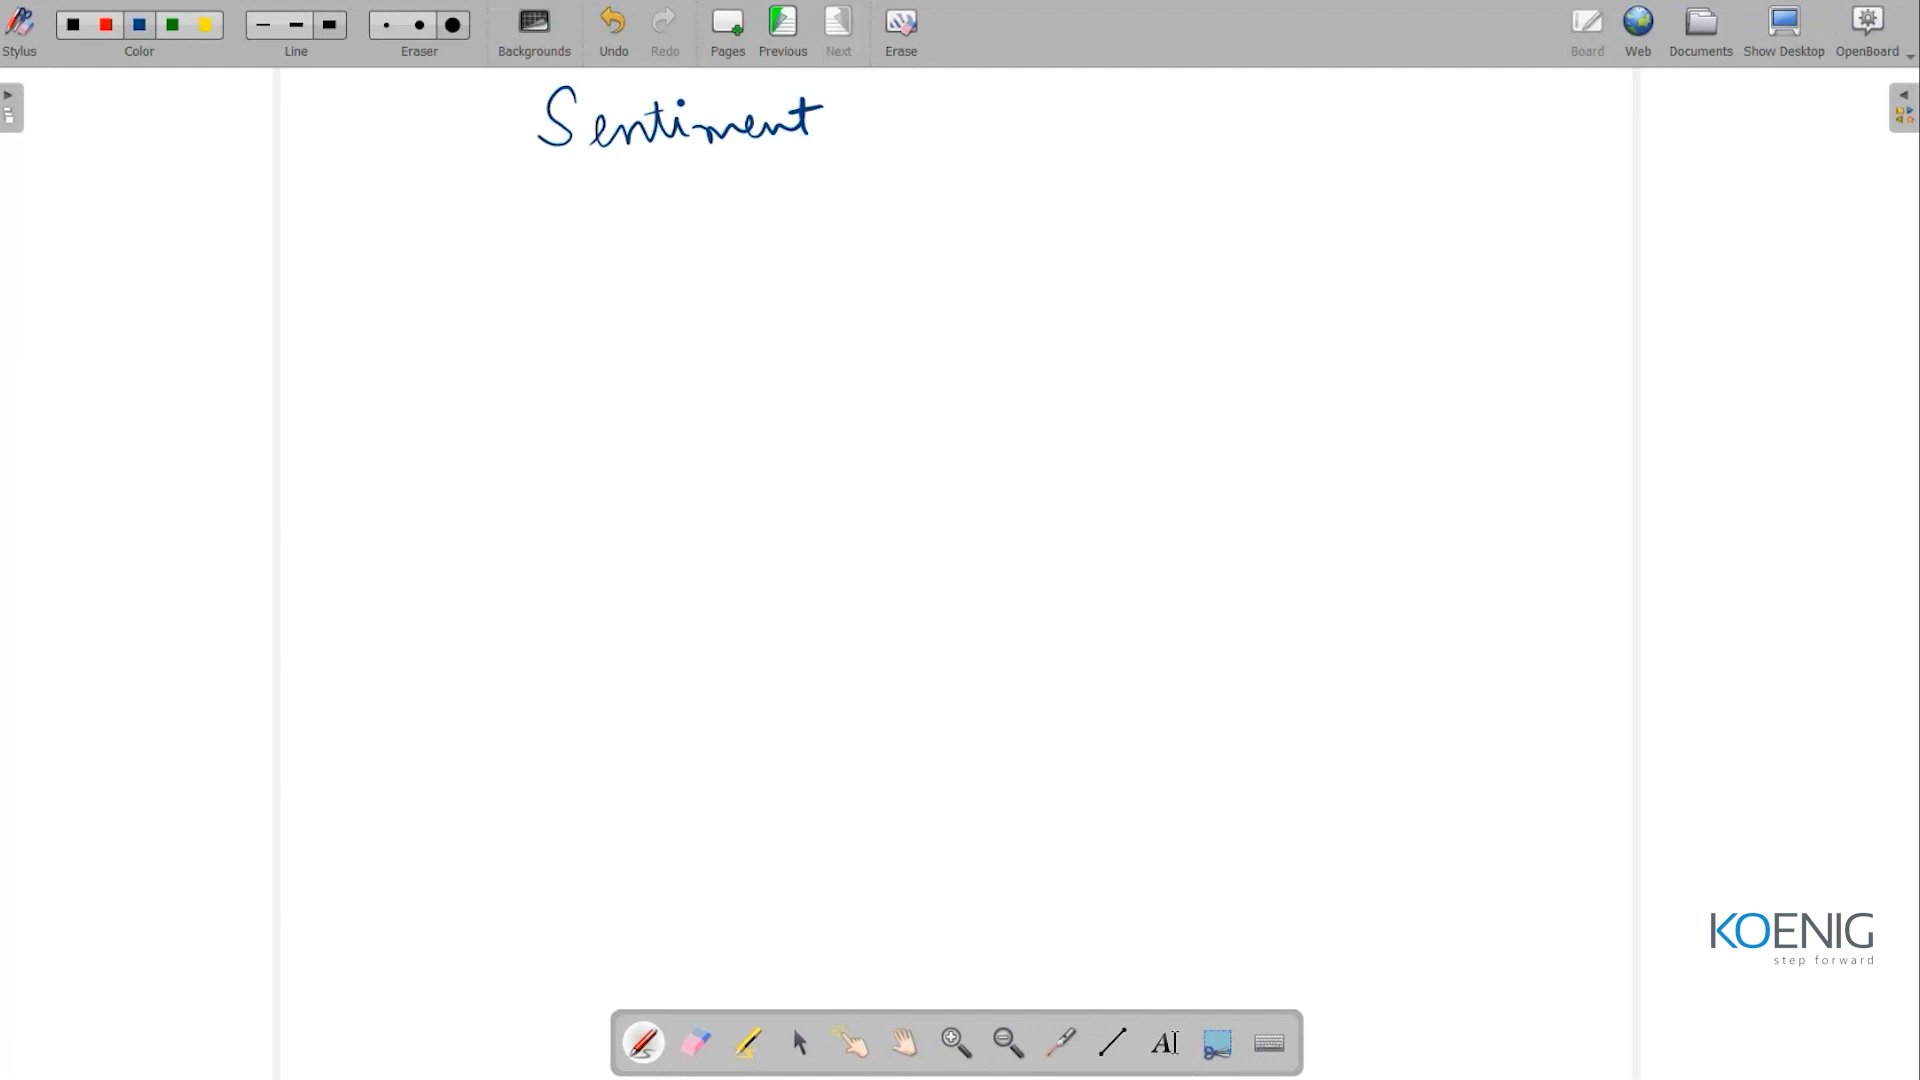 Stylus Color Line Eraser Backgrounds Undo Redo Pages Previous Next Erase Board Web Documents Show Desktop OpenBoard
Sentiment
KOENIG
step forward